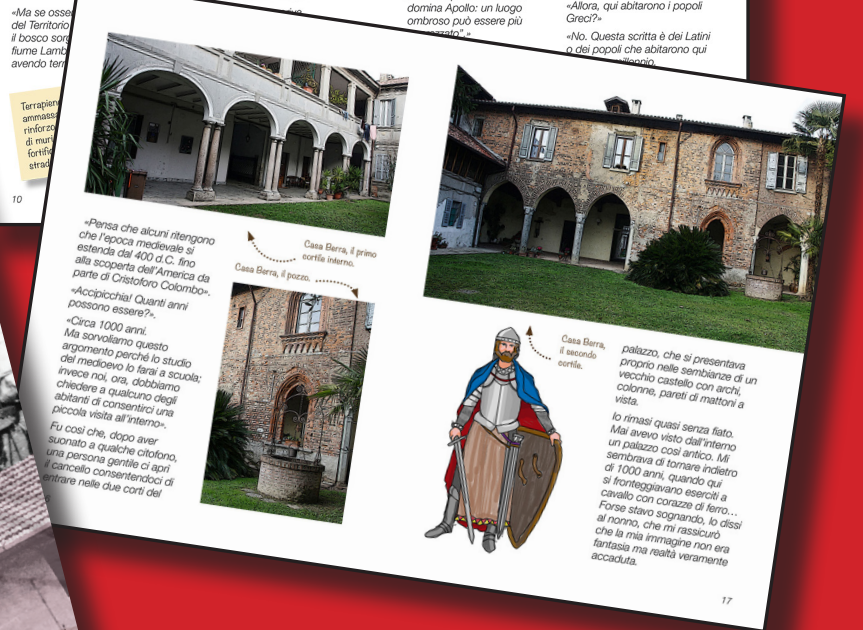 «Ma se osse
del Territorio
il bosco sorg
fiume Lamb
avendo terr
Terrapien
ammass
rinforzo
di muri
fortific
strad
10
domina Apollo: un luogo
ombroso può essere più
«Allora, qui abitarono i popoli
Greci?»
«No. Questa scritta è dei Latini
o dei popoli che abitarono qui
«Pensa che alcuni ritengono
che l'epoca medievale si
estenda dal 400 d.C. fino
alla scoperta dell'America da
parte di Cristoforo Colombo».
«Accipicchia! Quanti anni
possono essere?».
«Circa 1000 anni.
Ma sorvoliamo questo
argomento perché lo studio
del medioevo lo farai a scuola;
invece noi, ora, dobbiamo
chiedere a qualcuno degli
abitanti di consentirci una
piccola visita all'interno».
Fu così che, dopo aver
suonato a qualche citofono,
una persona gentile ci aprì
il cancello consentendoci di
entrare nelle due corti del
Casa Berra, il primo
cortile interno.
Casa Berra, il pozzo.
Casa Berra,
il secondo
cortile.
palazzo, che si presentava
proprio nelle sembianze di un
vecchio castello con archi,
colonne, pareti di mattoni a
vista.
Io rimasi quasi senza fiato.
Mai avevo visto dall'interno
un palazzo così antico. Mi
sembrava di tornare indietro
di 1000 anni, quando qui
si fronteggiavano eserciti a
cavallo con corazze di ferro…
Forse stavo sognando, lo dissi
al nonno, che mi rassicurò
che la mia immagine non era
fantasia ma realtà veramente
accaduta.
17